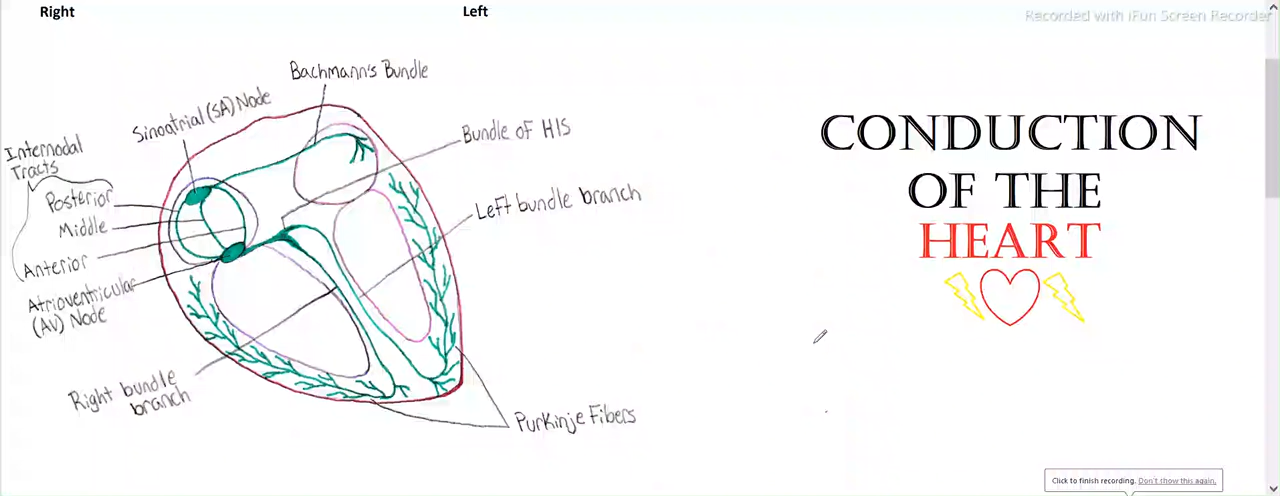 Right
Left
Recorded with iFun Screen Recorder
Bachmann's Bundle
Sinoatrial (SA) Node
Bundle of HIS
Internodal
Tracts
Posterior
Middle
Anterior
Left bundle branch
Atrioventricular
(AV) Node
Right bundle
branch
Purkinje Fibers
CONDUCTION
OF THE
HEART
Click to finish recording. Don't show this again.